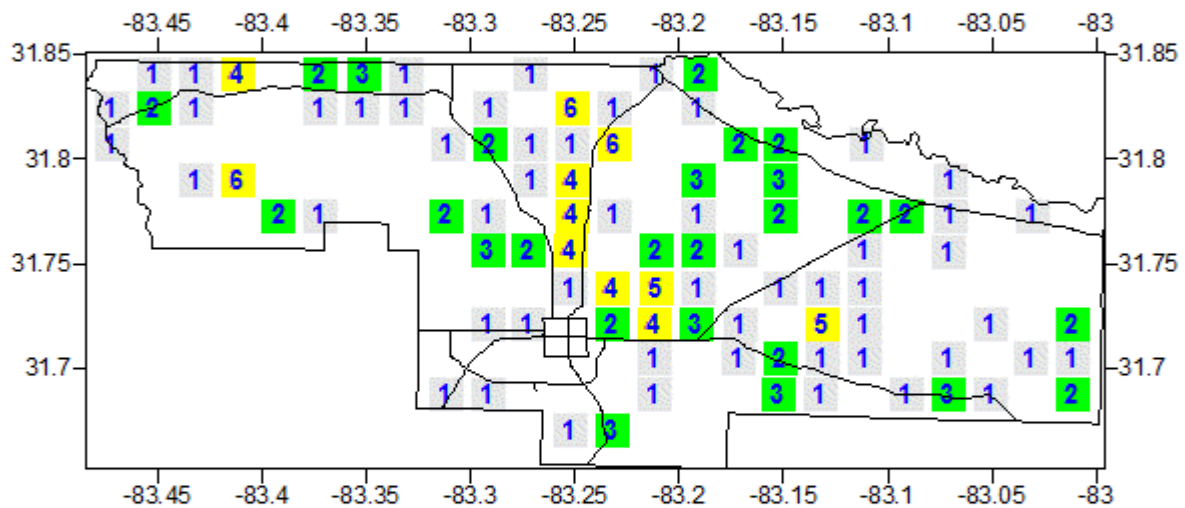 -83.45 -83.4 -83.35 -83.3 -83.25 -83.2 -83.15 -83.1 -83.05 -83
31.85 31.85
1 1 4 2 3 1 1 1 2
1 2 1 1 1 1 1 6 1 1
31.8 1 1 2 1 1 6 2 2 1 31.8
1 6 1 4 3 3 1
2 1 2 1 4 1 1 2 2 2 1 1
31.75 3 2 4 2 2 1 1 1 31.75
1 4 5 1 1 1 1
1 1 2 4 3 1 5 1 1 2
31.7 1 1 2 1 1 1 1 1 31.7
1 1 1 3 1 1 3 1 2
1 3
-83.45 -83.4 -83.35 -83.3 -83.25 -83.2 -83.15 -83.1 -83.05 -83